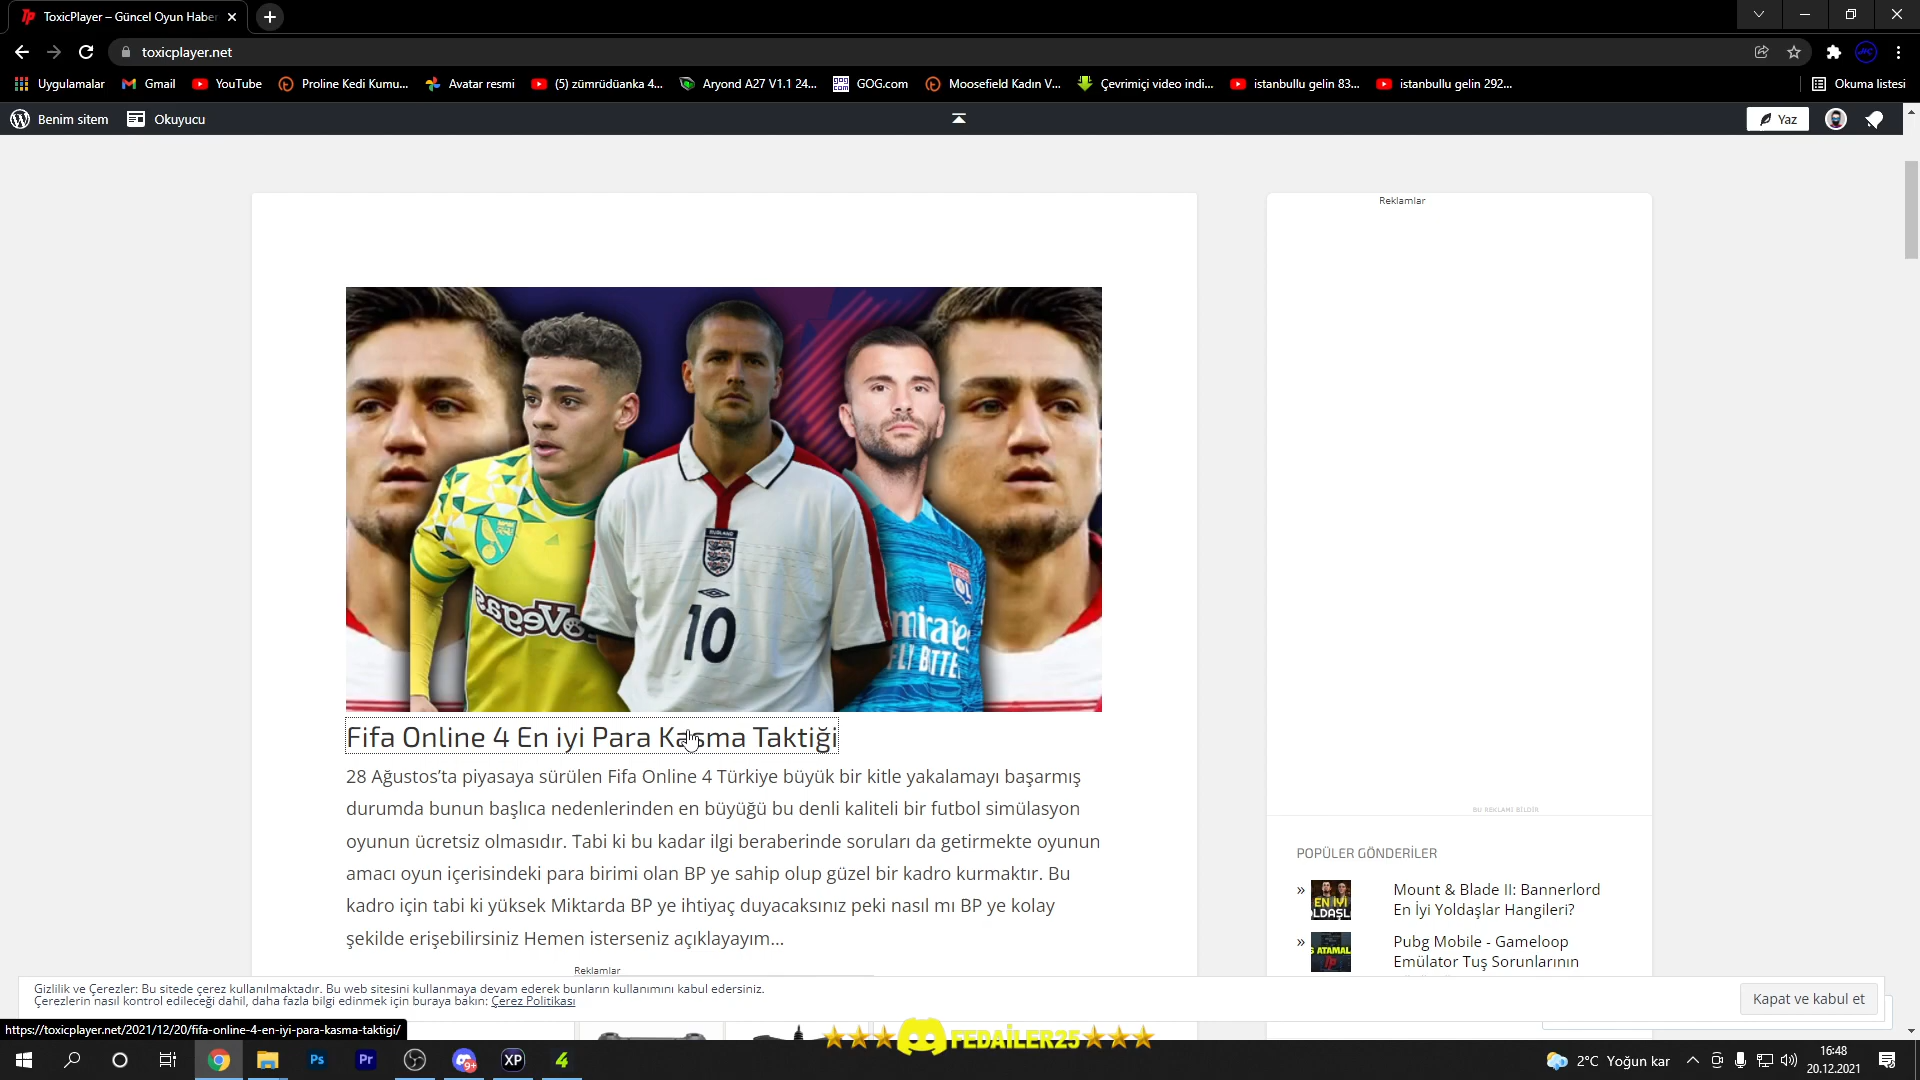 ToxicPlayer – Güncel Oyun Haber
toxicplayer.net
Uygulamalar
Gmail
YouTube
Proline Kedi Kumu...
Avatar resmi
(5) zümrüdüanka 4...
Aryond A27 V1.1 24...
GOG.com
Moosefield Kadın V...
Çevrimiçi video indi...
istanbullu gelin 83...
istanbullu gelin 292...
Okuma listesi
Benim sitem
Okuyucu
Yaz
Reklamlar
10
Fifa Online 4 En iyi Para Kasma Taktiği
28 Ağustos’ta piyasaya sürülen Fifa Online 4 Türkiye büyük bir kitle yakalamayı başarmış
durumda bunun başlıca nedenlerinden en büyüğü bu denli kaliteli bir futbol simülasyon
oyunun ücretsiz olmasıdır. Tabi ki bu kadar ilgi beraberinde soruları da getirmekte oyunun
amacı oyun içerisindeki para birimi olan BP ye sahip olup güzel bir kadro kurmaktır. Bu
kadro için tabi ki yüksek Miktarda BP ye ihtiyaç duyacaksınız peki nasıl mı BP ye kolay
şekilde erişebilirsiniz Hemen isterseniz açıklayayım...
Reklamlar
BU REKLAMI BİLDİR
POPÜLER GÖNDERİLER
» Mount & Blade II: Bannerlord
En İyi Yoldaşlar Hangileri?
» Pubg Mobile - Gameloop
Emülator Tuş Sorunlarının
Gizlilik ve Çerezler: Bu sitede çerez kullanılmaktadır. Bu web sitesini kullanmaya devam ederek bunların kullanımını kabul edersiniz.
Çerezlerin nasıl kontrol edileceği dahil, daha fazla bilgi edinmek için buraya bakın: Çerez Politikası
Kapat ve kabul et
https://toxicplayer.net/2021/12/20/fifa-online-4-en-iyi-para-kasma-taktigi/
FEDAİLER25
Ps
Pr
9+
XP
4
2°C Yoğun kar
16:48
20.12.2021